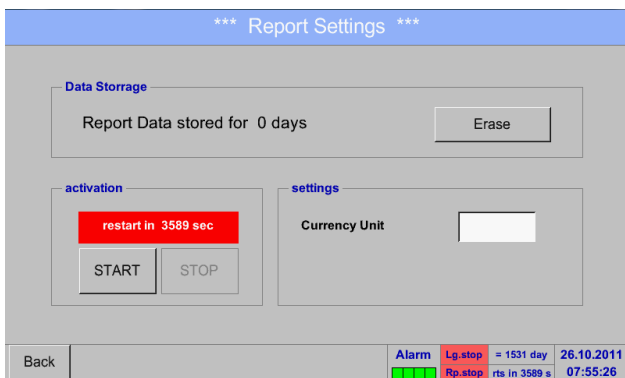 *** Report Settings ***
Data Storrage
Report Data stored for 0 days
Erase
activation
settings
restart in 3589 sec
Currency Unit
START
STOP
Back
Alarm
Lg.stop
= 1531 day
26.10.2011
Rp.stop
rts in 3589 s
07:55:26